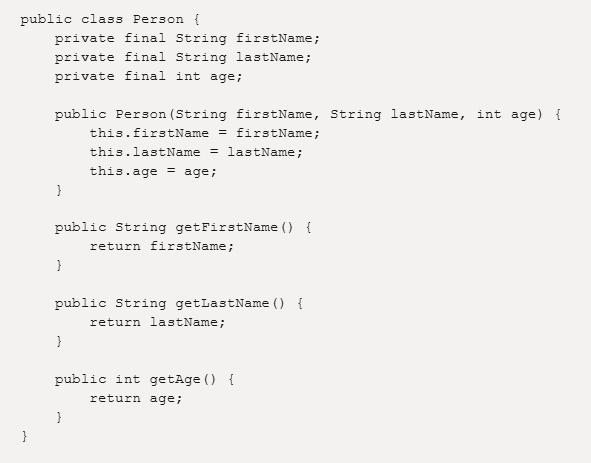 public class Person {
    private final String firstName;
    private final String lastName;
    private final int age;

    public Person(String firstName, String lastName, int age) {
        this.firstName = firstName;
        this.lastName = lastName;
        this.age = age;
    }

    public String getFirstName() {
        return firstName;
    }

    public String getLastName() {
        return lastName;
    }

    public int getAge() {
        return age;
    }
}